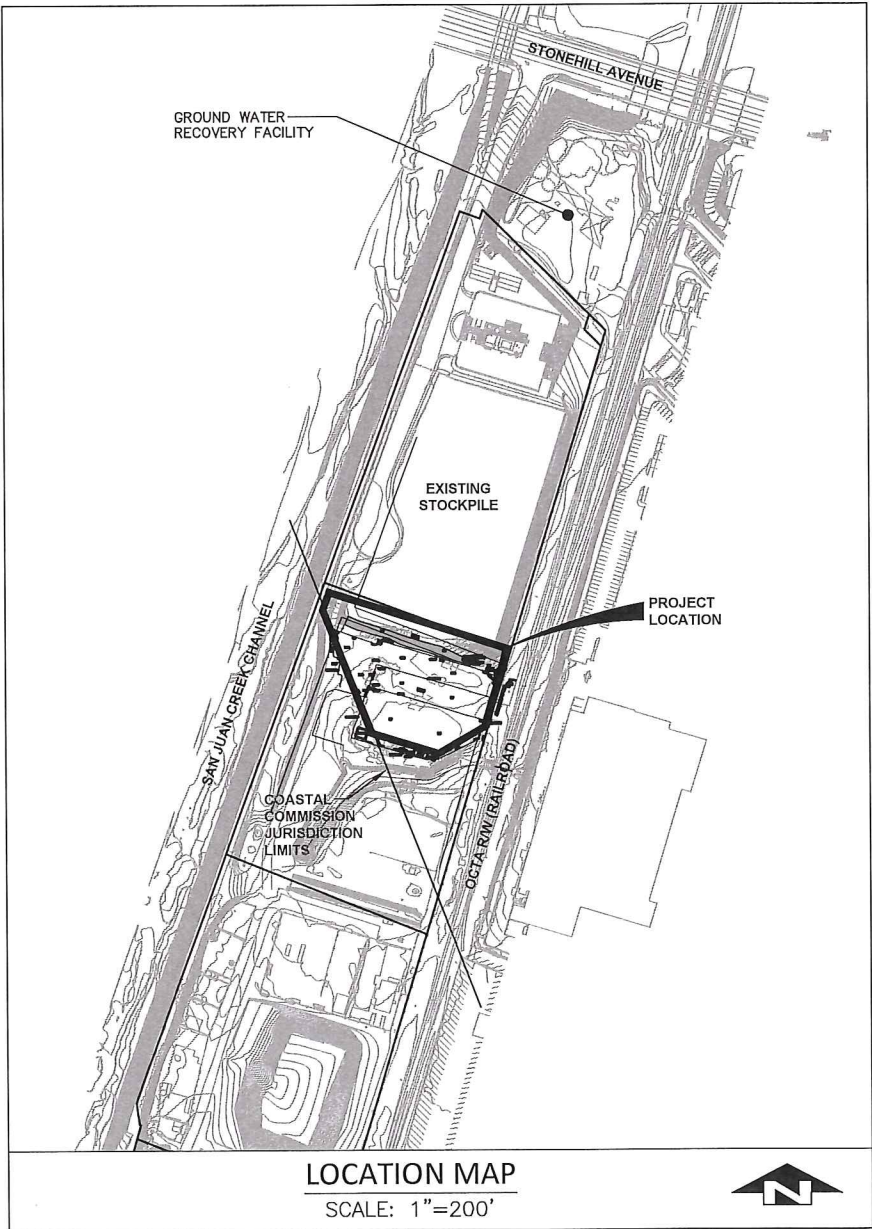 STONEHILL AVENUE
GROUND WATER
RECOVERY FACILITY
EXISTING
STOCKPILE
PROJECT
LOCATION
SAN JUAN CREEK CHANNEL
COASTAL
COMMISSION
JURISDICTION
LIMITS
OCTA R/W (RAILROAD)
LOCATION MAP
SCALE: 1"=200'
N